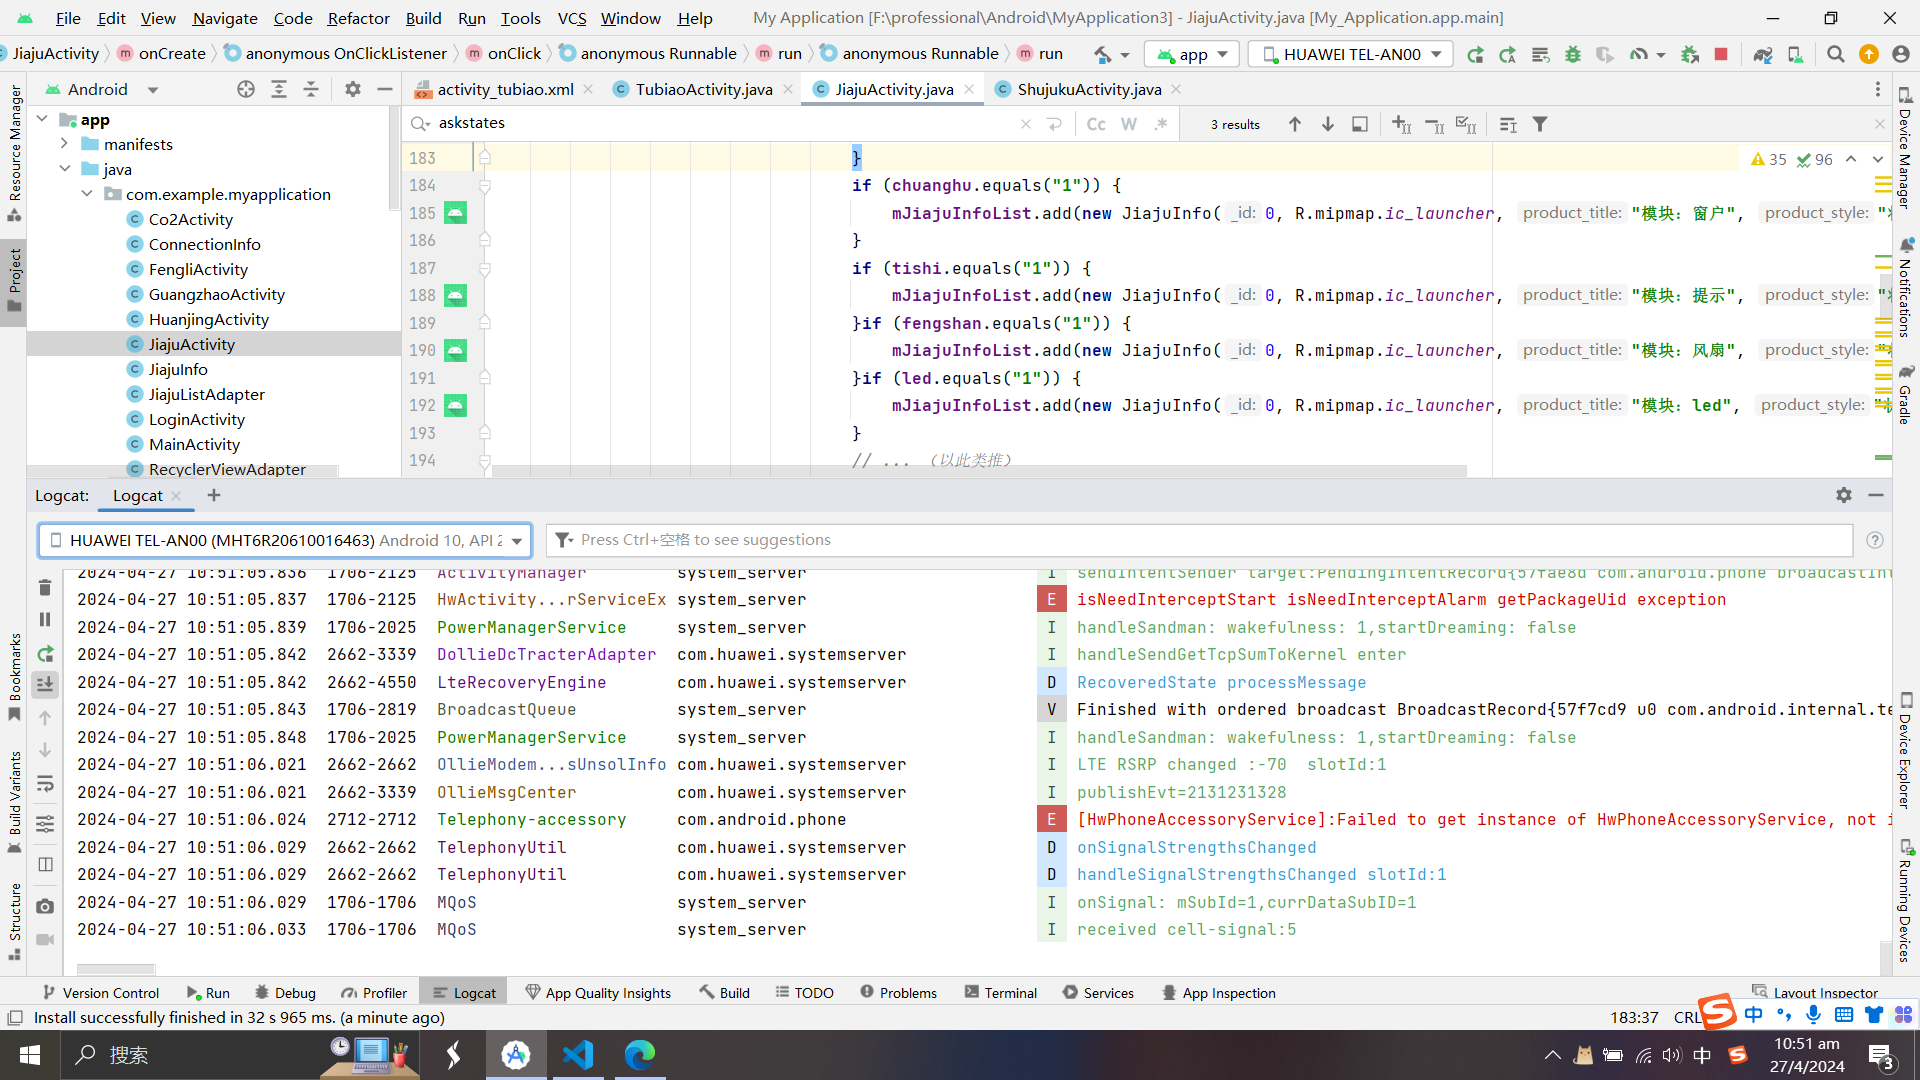 File Edit View Navigate Code Refactor Build Run Tools VCS Window Help My Application [F:\professional\Android\MyApplication3] - JiajuActivity.java [My_Application.app.main]
JiajuActivity onCreate anonymous OnClickListener onClick anonymous Runnable run anonymous Runnable run app HUAWEI TEL-AN00
Android
activity_tubiao.xml TubiaoActivity.java JiajuActivity.java ShujukuActivity.java
askstates Cc W .* 3 results
app
manifests
java
com.example.myapplication
Co2Activity
ConnectionInfo
FengliActivity
GuangzhaoActivity
HuanjingActivity
JiajuActivity
JiajuInfo
JiajuListAdapter
LoginActivity
MainActivity
RecyclerViewAdapter
35 96
183 }
184 if (chuanghu.equals("1")) {
185 mJiajuInfoList.add(new JiajuInfo( _id: 0, R.mipmap.ic_launcher, product_title: "模块: 窗户", product_style:
186 }
187 if (tishi.equals("1")) {
188 mJiajuInfoList.add(new JiajuInfo( _id: 0, R.mipmap.ic_launcher, product_title: "模块: 提示", product_style:
189 }if (fengshan.equals("1")) {
190 mJiajuInfoList.add(new JiajuInfo( _id: 0, R.mipmap.ic_launcher, product_title: "模块: 风扇", product_style:
191 }if (led.equals("1")) {
192 mJiajuInfoList.add(new JiajuInfo( _id: 0, R.mipmap.ic_launcher, product_title: "模块: led", product_style:
193 }
194 // ... （以此类推）
Logcat: Logcat
HUAWEI TEL-AN00 (MHT6R20610016463) Android 10, API Press Ctrl+空格 to see suggestions
2024-04-27 10:51:05.836 1706-2125 ActivityManager system_server I sendIntentSender target:PendingIntentRecord{57fae8d com.android.phone broadcastInt
2024-04-27 10:51:05.837 1706-2125 HwActivity...rServiceEx system_server E isNeedInterceptStart isNeedInterceptAlarm getPackageUid exception
2024-04-27 10:51:05.839 1706-2025 PowerManagerService system_server I handleSandman: wakefulness: 1,startDreaming: false
2024-04-27 10:51:05.842 2662-3339 DollieDcTracterAdapter com.huawei.systemserver I handleSendGetTcpSumToKernel enter
2024-04-27 10:51:05.842 2662-4550 LteRecoveryEngine com.huawei.systemserver D RecoveredState processMessage
2024-04-27 10:51:05.843 1706-2819 BroadcastQueue system_server V Finished with ordered broadcast BroadcastRecord{57f7cd9 u0 com.android.internal.te
2024-04-27 10:51:05.848 1706-2025 PowerManagerService system_server I handleSandman: wakefulness: 1,startDreaming: false
2024-04-27 10:51:06.021 2662-2662 OllieModem...sUnsolInfo com.huawei.systemserver I LTE RSRP changed :-70 slotId:1
2024-04-27 10:51:06.021 2662-3339 OllieMsgCenter com.huawei.systemserver I publishEvt=2131231328
2024-04-27 10:51:06.024 2712-2712 Telephony-accessory com.android.phone E [HwPhoneAccessoryService]:Failed to get instance of HwPhoneAccessoryService, not
2024-04-27 10:51:06.029 2662-2662 TelephonyUtil com.huawei.systemserver D onSignalStrengthsChanged
2024-04-27 10:51:06.029 2662-2662 TelephonyUtil com.huawei.systemserver D handleSignalStrengthsChanged slotId:1
2024-04-27 10:51:06.029 1706-1706 MQoS system_server I onSignal: mSubId=1,currDataSubID=1
2024-04-27 10:51:06.033 1706-1706 MQoS system_server I received cell-signal:5
Resource Manager
Project
Bookmarks
Build Variants
Structure
Device Manager
Notifications
Gradle
Device Explorer
Running Devices
Version Control Run Debug Profiler Logcat App Quality Insights Build TODO Problems Terminal Services App Inspection Layout Inspector
Install successfully finished in 32 s 965 ms. (a minute ago) 183:37 CRL 中
搜索 中 10:51 am
27/4/2024 3